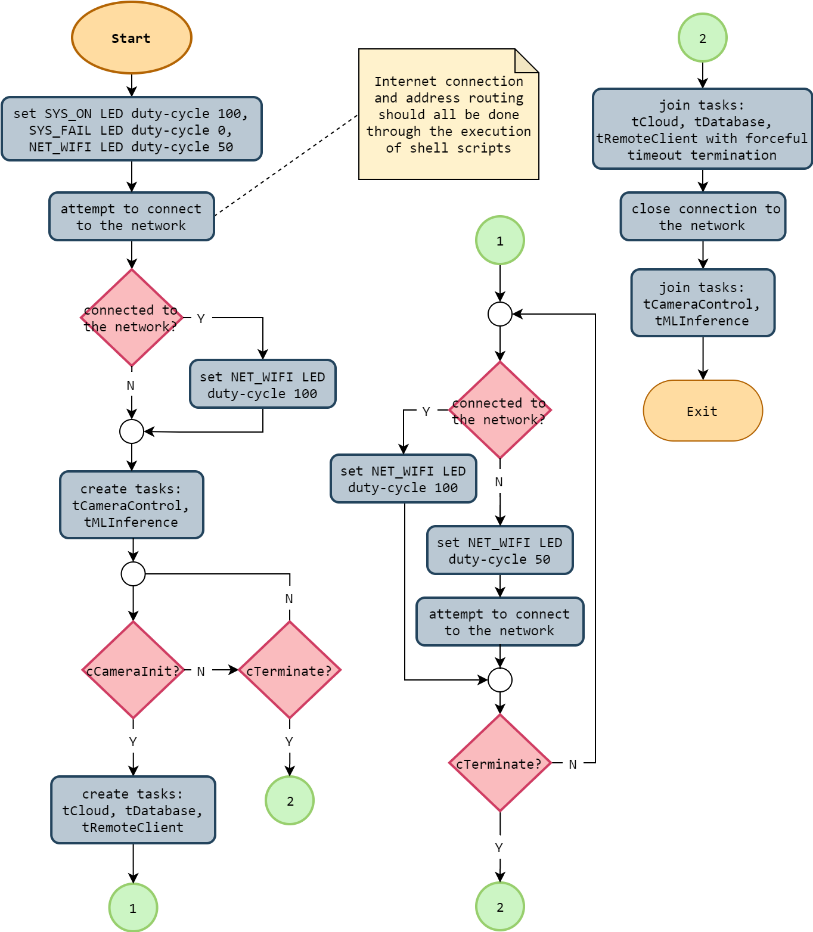 Start
set SYS_ON LED duty-cycle 100,
SYS_FAIL LED duty-cycle 0,
NET_WIFI LED duty-cycle 50
attempt to connect
to the network
Internet connection
and address routing
should all be done
through the execution
of shell scripts
connected to
the network?
Y
N
set NET_WIFI LED
duty-cycle 100
create tasks:
tCameraControl,
tMLInference
cCameraInit?
N
Y
cTerminate?
N
Y
2
create tasks:
tCloud, tDatabase,
tRemoteClient
1
1
connected to
the network?
Y
N
set NET_WIFI LED
duty-cycle 100
set NET_WIFI LED
duty-cycle 50
attempt to connect
to the network
cTerminate?
N
Y
2
2
join tasks:
tCloud, tDatabase,
tRemoteClient with forceful
timeout termination
close connection to
the network
join tasks:
tCameraControl,
tMLInference
Exit